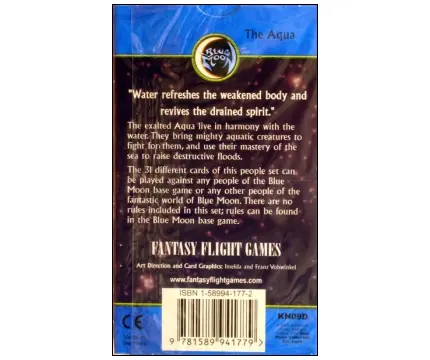 The Aqua
BLUE
MOON
"Water refreshes the weakened body and
revives the drained spirit."
The exalted Aqua live in harmony with the
water. They bring mighty aquatic creatures to
fight for them, and use their mastery of the
sea to raise destructive floods.
The 31 different cards of this people set can
be played against any people of the Blue
Moon base game or any other people of the
fantastic world of Blue Moon. There are no
rules included in this set; rules can be found
in the Blue Moon base game.
FANTASY FLIGHT GAMES
Art Direction and Card Graphics: Imelda and Franz Vohwinkel
www.fantasyflightgames.com
ISBN 1-58994-177-2
9 781589 941779
KN09D
CE